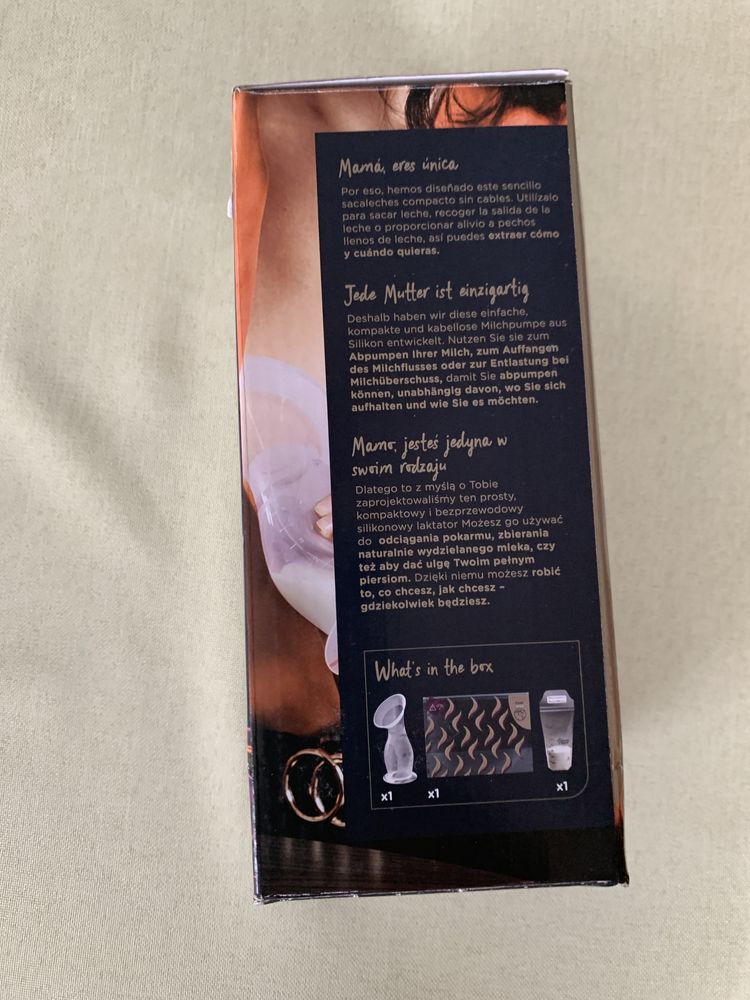 Mamá, eres única
Por eso, hemos diseñado este sencillo
sacaleches compacto sin cables. Utilízalo
para sacar leche, recoger la salida de la
leche o proporcionar alivio a pechos
llenos de leche, así puedes extraer cómo
y cuándo quieras.
Jede Mutter ist einzigartig
Deshalb haben wir diese einfache,
kompakte und kabellose Milchpumpe aus
Silikon entwickelt. Nutzen Sie sie zum
Abpumpen Ihrer Milch, zum Auffangen
des Milchflusses oder zur Entlastung bei
Milchüberschuss, damit Sie abpumpen
können, unabhängig davon, wo Sie sich
aufhalten und wie Sie es möchten.
Mamo, jesteś jedyna w
swoim rodzaju
Dlatego to z myślą o Tobie
zaprojektowaliśmy ten prosty,
kompaktowy i bezprzewodowy
silikonowy laktator Możesz go używać
do odciągania pokarmu, zbierania
naturalnie wydzielanego mleka, czy
też aby dać ulgę Twoim pełnym
piersiom. Dzięki niemu możesz robić
to, co chcesz, jak chcesz –
gdziekolwiek będziesz.
What's in the box
x1 x1 x1